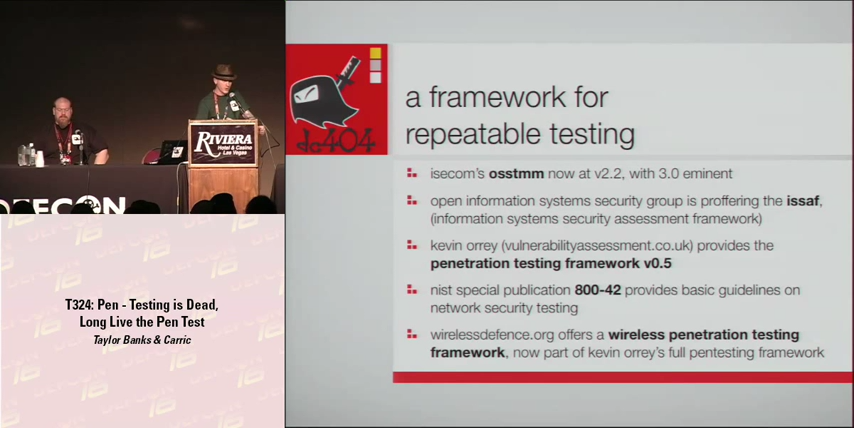 RIVIERA
Hotel & Casino
Las Vegas
T324: Pen - Testing is Dead,
Long Live the Pen Test
Taylor Banks & Carric
dc404
a framework for
repeatable testing
isecom's osstmm now at v2.2, with 3.0 eminent
open information systems security group is proffering the issaf,
(information systems security assessment framework)
kevin orrey (vulnerabilityassessment.co.uk) provides the
penetration testing framework v0.5
nist special publication 800-42 provides basic guidelines on
network security testing
wirelessdefence.org offers a wireless penetration testing
framework, now part of kevin orrey's full pentesting framework